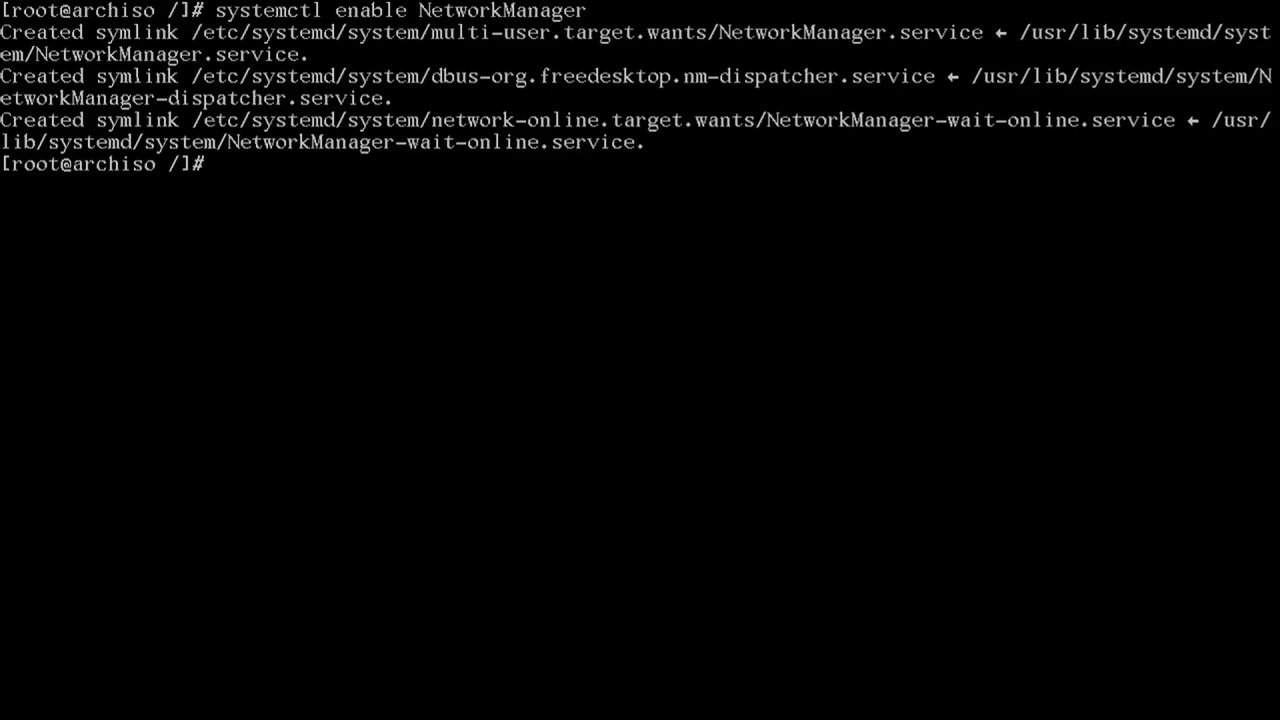 [root@archiso /]# systemctl enable NetworkManager
Created symlink /etc/systemd/system/multi-user.target.wants/NetworkManager.service ← /usr/lib/systemd/syst
em/NetworkManager.service.
Created symlink /etc/systemd/system/dbus-org.freedesktop.nm-dispatcher.service ← /usr/lib/systemd/system/N
etworkManager-dispatcher.service.
Created symlink /etc/systemd/system/network-online.target.wants/NetworkManager-wait-online.service ← /usr/
lib/systemd/system/NetworkManager-wait-online.service.
[root@archiso /]#